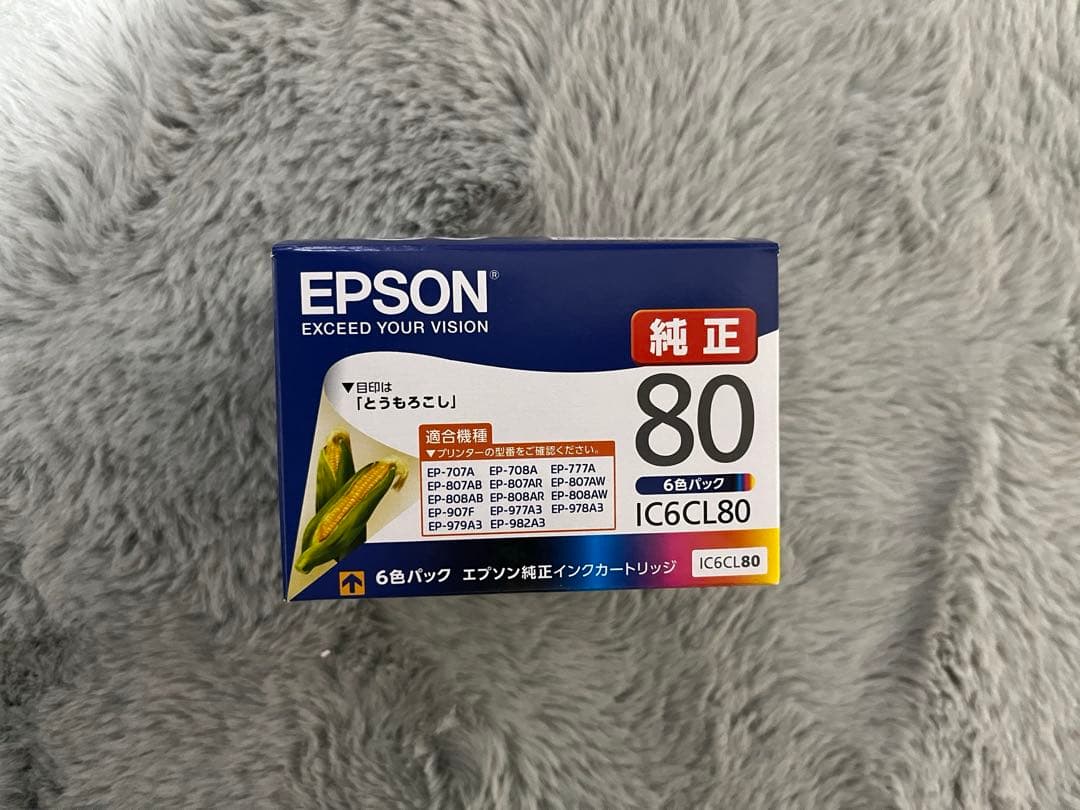 EPSON®
EXCEED YOUR VISION
純正
▼目印は
「とうもろこし」
80
適合機種
▼プリンターの型番をご確認ください。
EP-707A EP-708A EP-777A
EP-807AB EP-807AR EP-807AW
EP-808AB EP-808AR EP-808AW
EP-907F EP-977A3 EP-978A3
EP-979A3 EP-982A3
6色パック
IC6CL80
6色パック エプソン純正インクカートリッジ IC6CL80